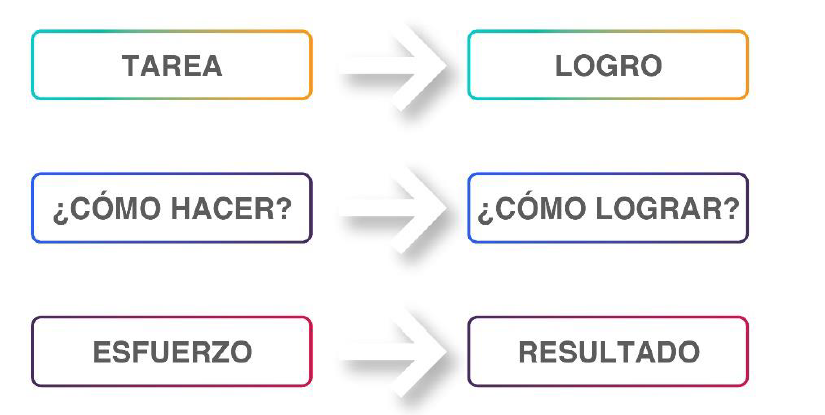 TAREA
LOGRO
¿CÓMO HACER?
¿CÓMO LOGRAR?
ESFUERZO
RESULTADO